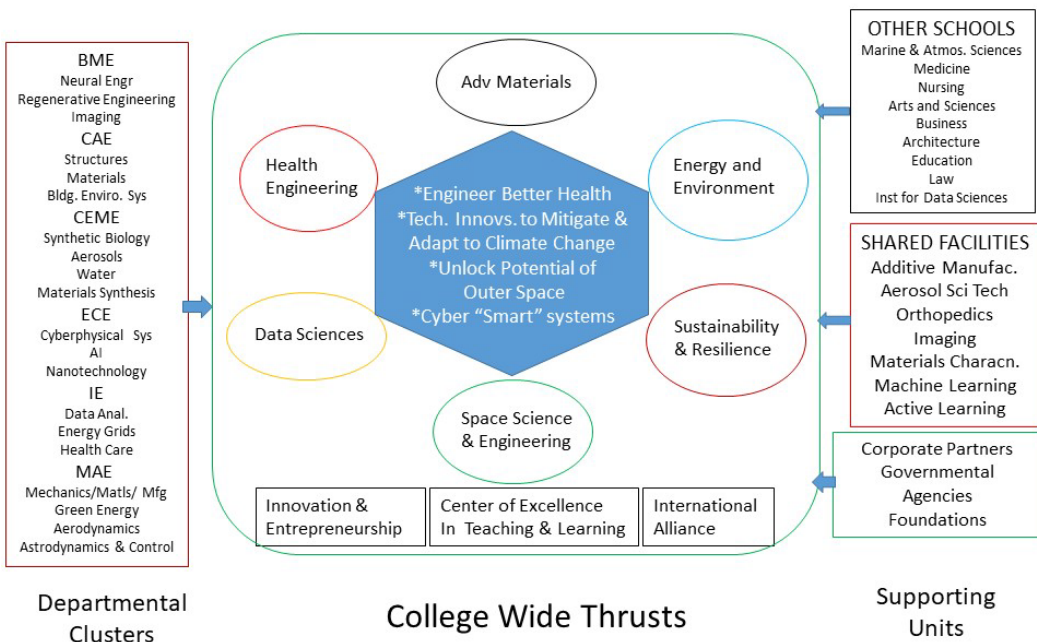 BME
Neural Engr
Regenerative Engineering
Imaging
CAE
Structures
Materials
Bldg. Enviro. Sys
CEME
Synthetic Biology
Aerosols
Water
Materials Synthesis
ECE
Cyberphysical Sys
AI
Nanotechnology
IE
Data Anal.
Energy Grids
Health Care
MAE
Mechanics/Matls/ Mfg
Green Energy
Aerodynamics
Astrodynamics & Control
Departmental
Clusters
Adv Materials
Health
Engineering
Energy and
Environment
*Engineer Better Health
*Tech. Innovs. to Mitigate &
Adapt to Climate Change
*Unlock Potential of
Outer Space
*Cyber “Smart” systems
Data Sciences
Sustainability
& Resilience
Space Science
& Engineering
Innovation &
Entrepreneurship
Center of Excellence
In Teaching & Learning
International
Alliance
College Wide Thrusts
OTHER SCHOOLS
Marine & Atmos. Sciences
Medicine
Nursing
Arts and Sciences
Business
Architecture
Education
Law
Inst for Data Sciences
SHARED FACILITIES
Additive Manufac.
Aerosol Sci Tech
Orthopedics
Imaging
Materials Characn.
Machine Learning
Active Learning
Corporate Partners
Governmental
Agencies
Foundations
Supporting
Units